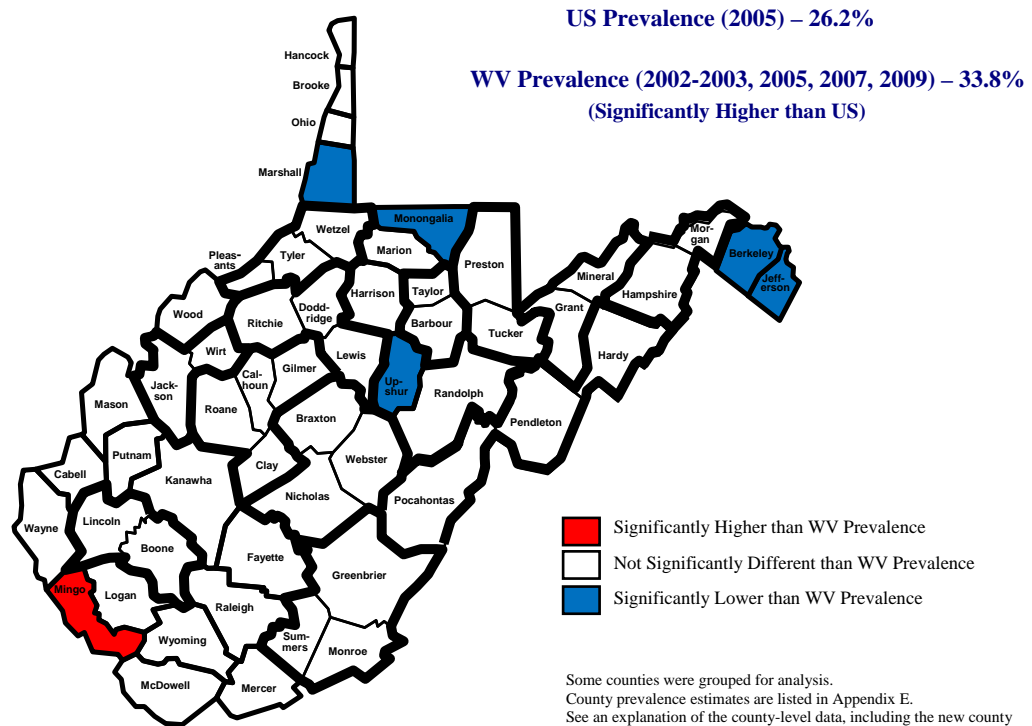 US Prevalence (2005) – 26.2%
WV Prevalence (2002-2003, 2005, 2007, 2009) – 33.8%
(Significantly Higher than US)
Hancock
Brooke
Ohio
Marshall
Monongalia
Wetzel
Marion
Preston
Mor-
gan
Berkeley
Jeff-
erson
Pleas-
ants
Tyler
Mineral
Hampshire
Harrison
Taylor
Grant
Wood
Dodd-
ridge
Ritchie
Barbour
Tucker
Hardy
Wirt
Lewis
Cal-
houn
Gilmer
Up-
shur
Jack-
son
Roane
Randolph
Mason
Braxton
Pendleton
Putnam
Clay
Webster
Cabell
Kanawha
Nicholas
Pocahontas
Wayne
Lincoln
Boone
Fayette
Greenbrier
Mingo
Logan
Raleigh
Wyoming
Sum-
mers
Monroe
McDowell
Mercer
Significantly Higher than WV Prevalence
Not Significantly Different than WV Prevalence
Significantly Lower than WV Prevalence
Some counties were grouped for analysis.
County prevalence estimates are listed in Appendix E.
See an explanation of the county-level data, including the new county